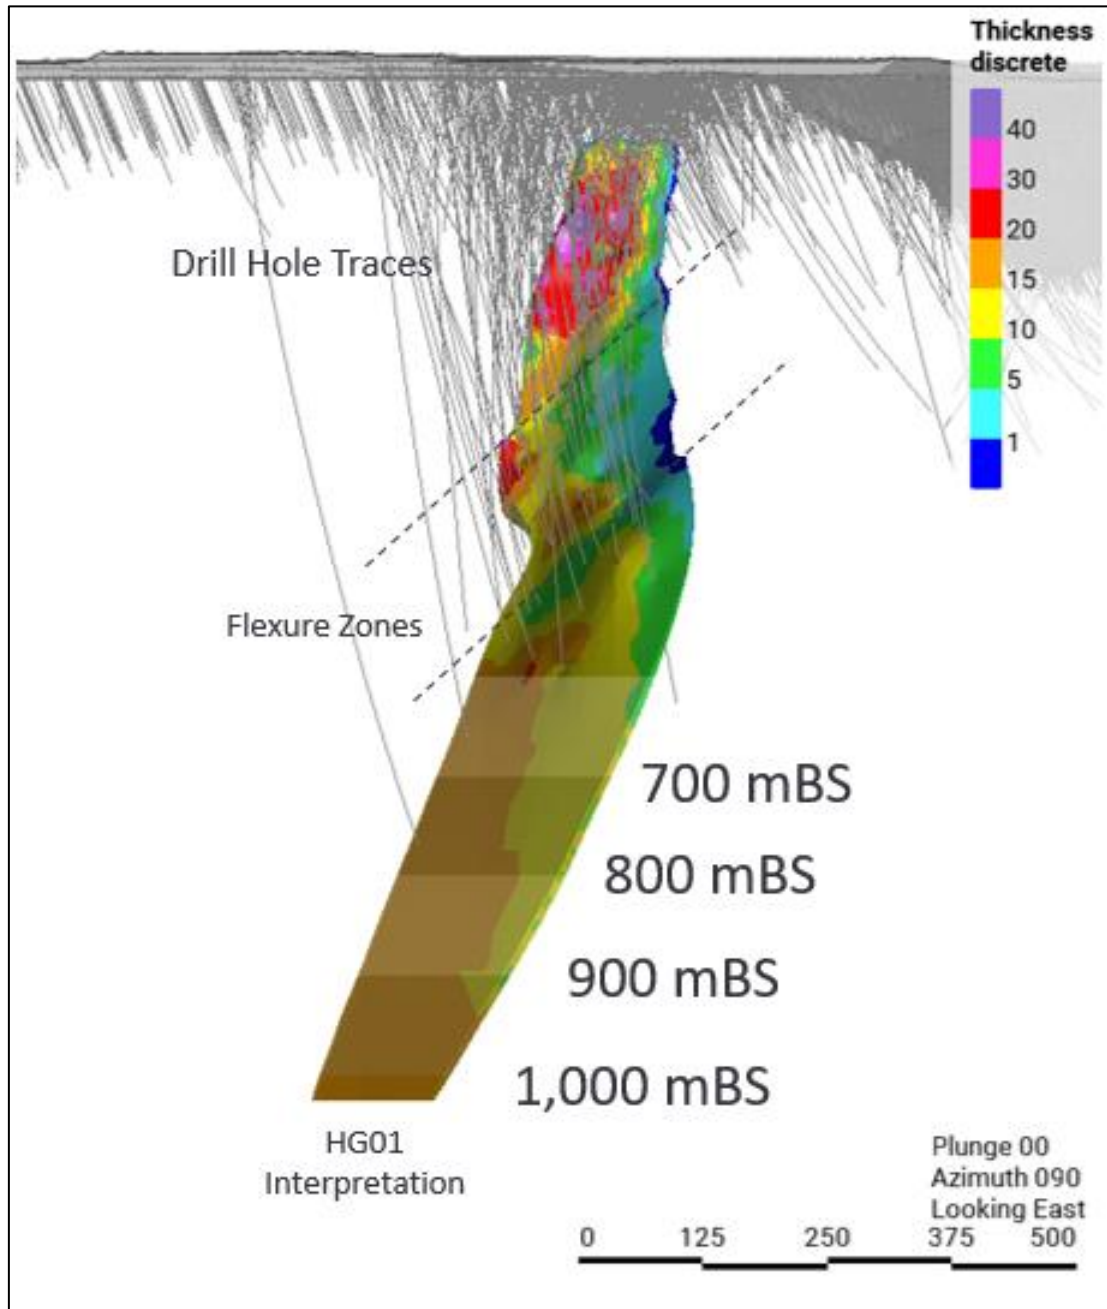 Thickness
discrete
40
30
20
15
10
5
1
Drill Hole Traces
Flexure Zones
700 mBS
800 mBS
900 mBS
1,000 mBS
HG01
Interpretation
Plunge 00
Azimuth 090
Looking East
0 125 250 375 500